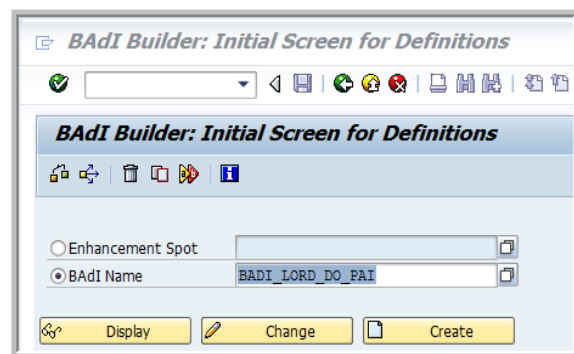 BAdI Builder: Initial Screen for Definitions
BAdI Builder: Initial Screen for Definitions
Enhancement Spot
BAdI Name BADI_LORD_DO_PAI
Display Change Create